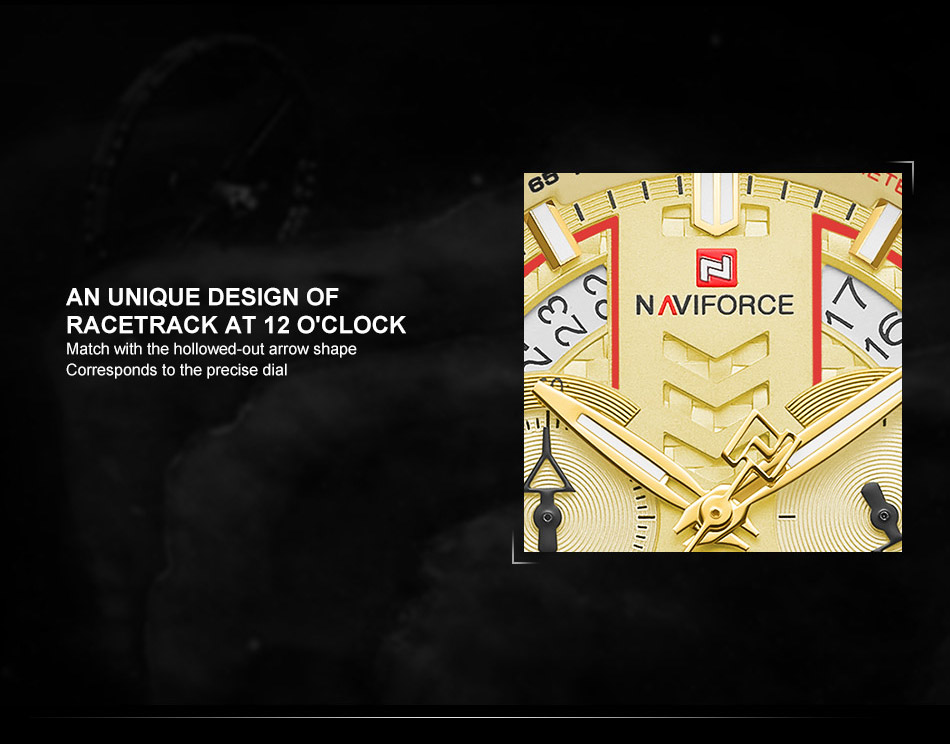 AN UNIQUE DESIGN OF
RACETRACK AT 12 O'CLOCK
Match with the hollowed-out arrow shape
Corresponds to the precise dial
65
NAVIFORCE
23
22
17
16